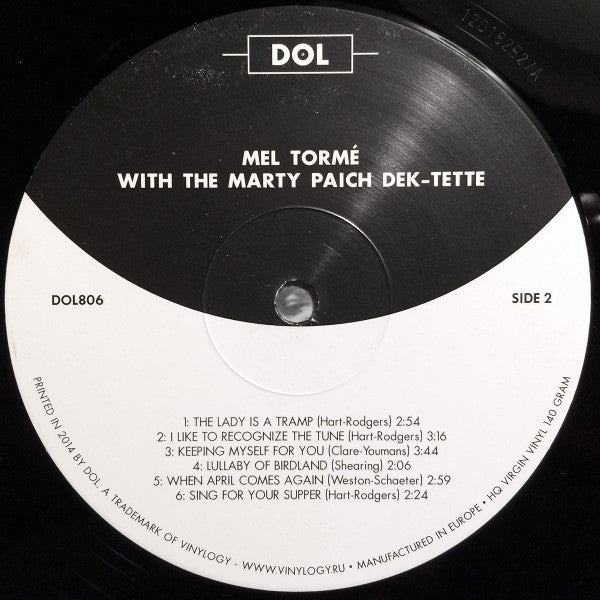 DOL
MEL TORMÉ
WITH THE MARTY PAICH DEK-TETTE
DOL806
SIDE 2
1: THE LADY IS A TRAMP (Hart-Rodgers) 2:54
2: I LIKE TO RECOGNIZE THE TUNE (Hart-Rodgers) 3:16
3: KEEPING MYSELF FOR YOU (Clare-Youmans) 3:44
4: LULLABY OF BIRDLAND (Shearing) 2:06
5: WHEN APRIL COMES AGAIN (Weston-Schaeter) 2:59
6: SING FOR YOUR SUPPER (Hart-Rodgers) 2:24
PRINTED IN 2014 BY DOL. A TRADEMARK OF VINYLOGY - WWW.VINYLOGY.RU • MANUFACTURED IN EUROPE • HQ VIRGIN VINYL 140 GRAM